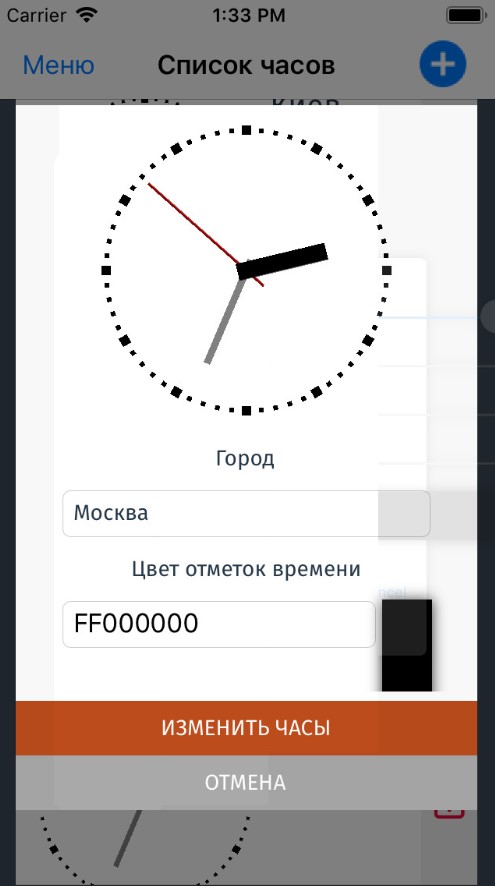 Carrier 1:33 PM
Меню Список часов
Киев
Город
Москва
Цвет отметок времени
FF000000
ИЗМЕНИТЬ ЧАСЫ
ОТМЕНА